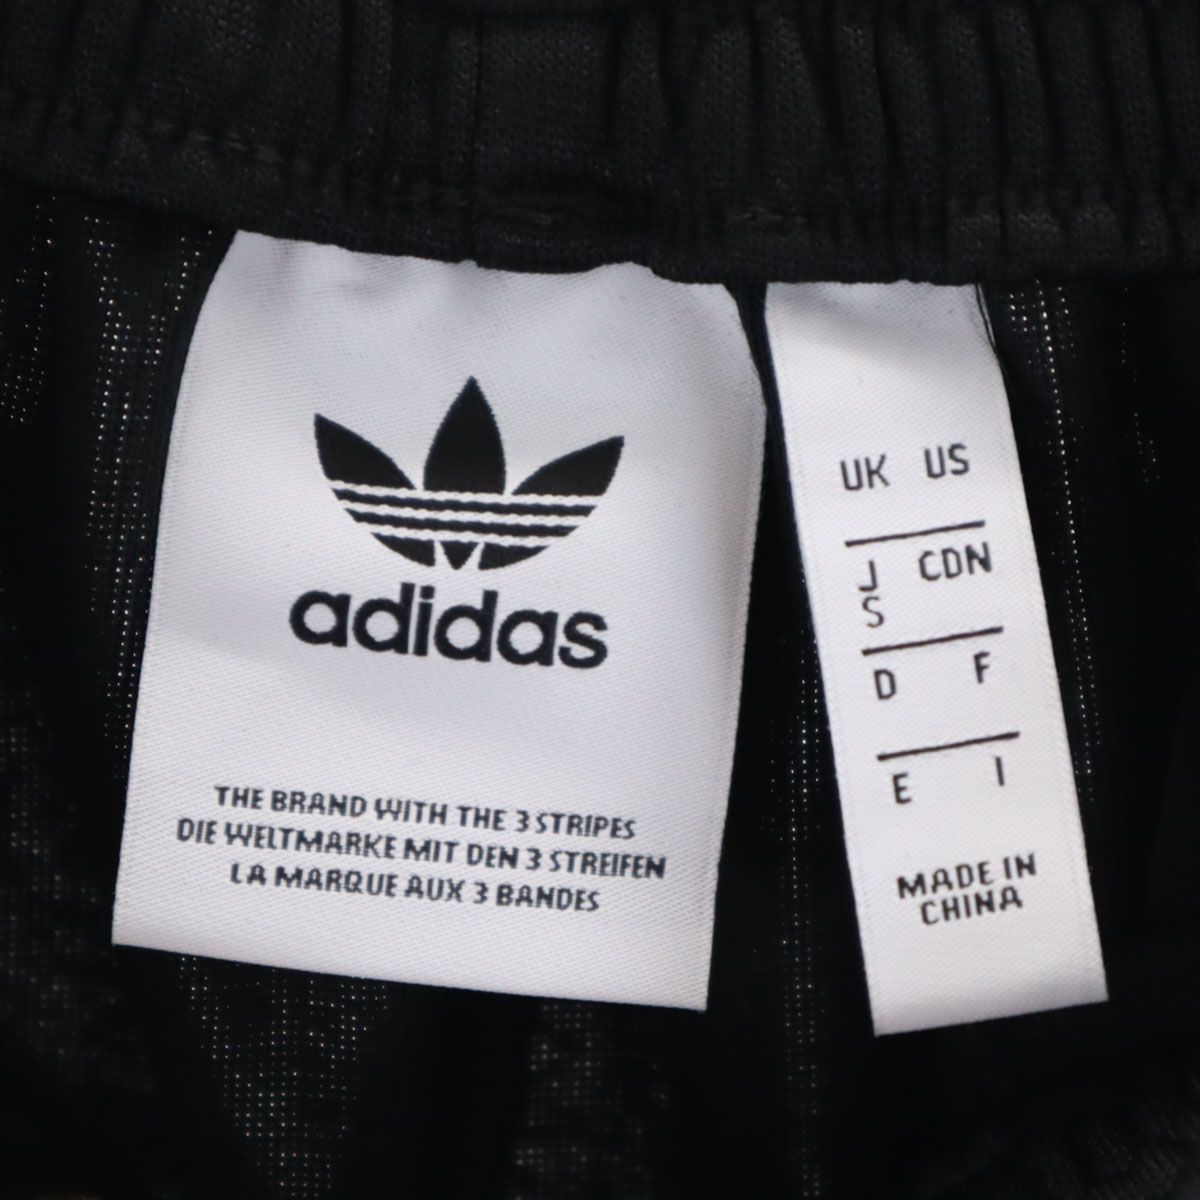 adidas
THE BRAND WITH THE 3 STRIPES
DIE WELTMARKE MIT DEN 3 STREIFEN
LA MARQUE AUX 3 BANDES
UK US
J CDN
S
D F
E I
MADE IN
CHINA